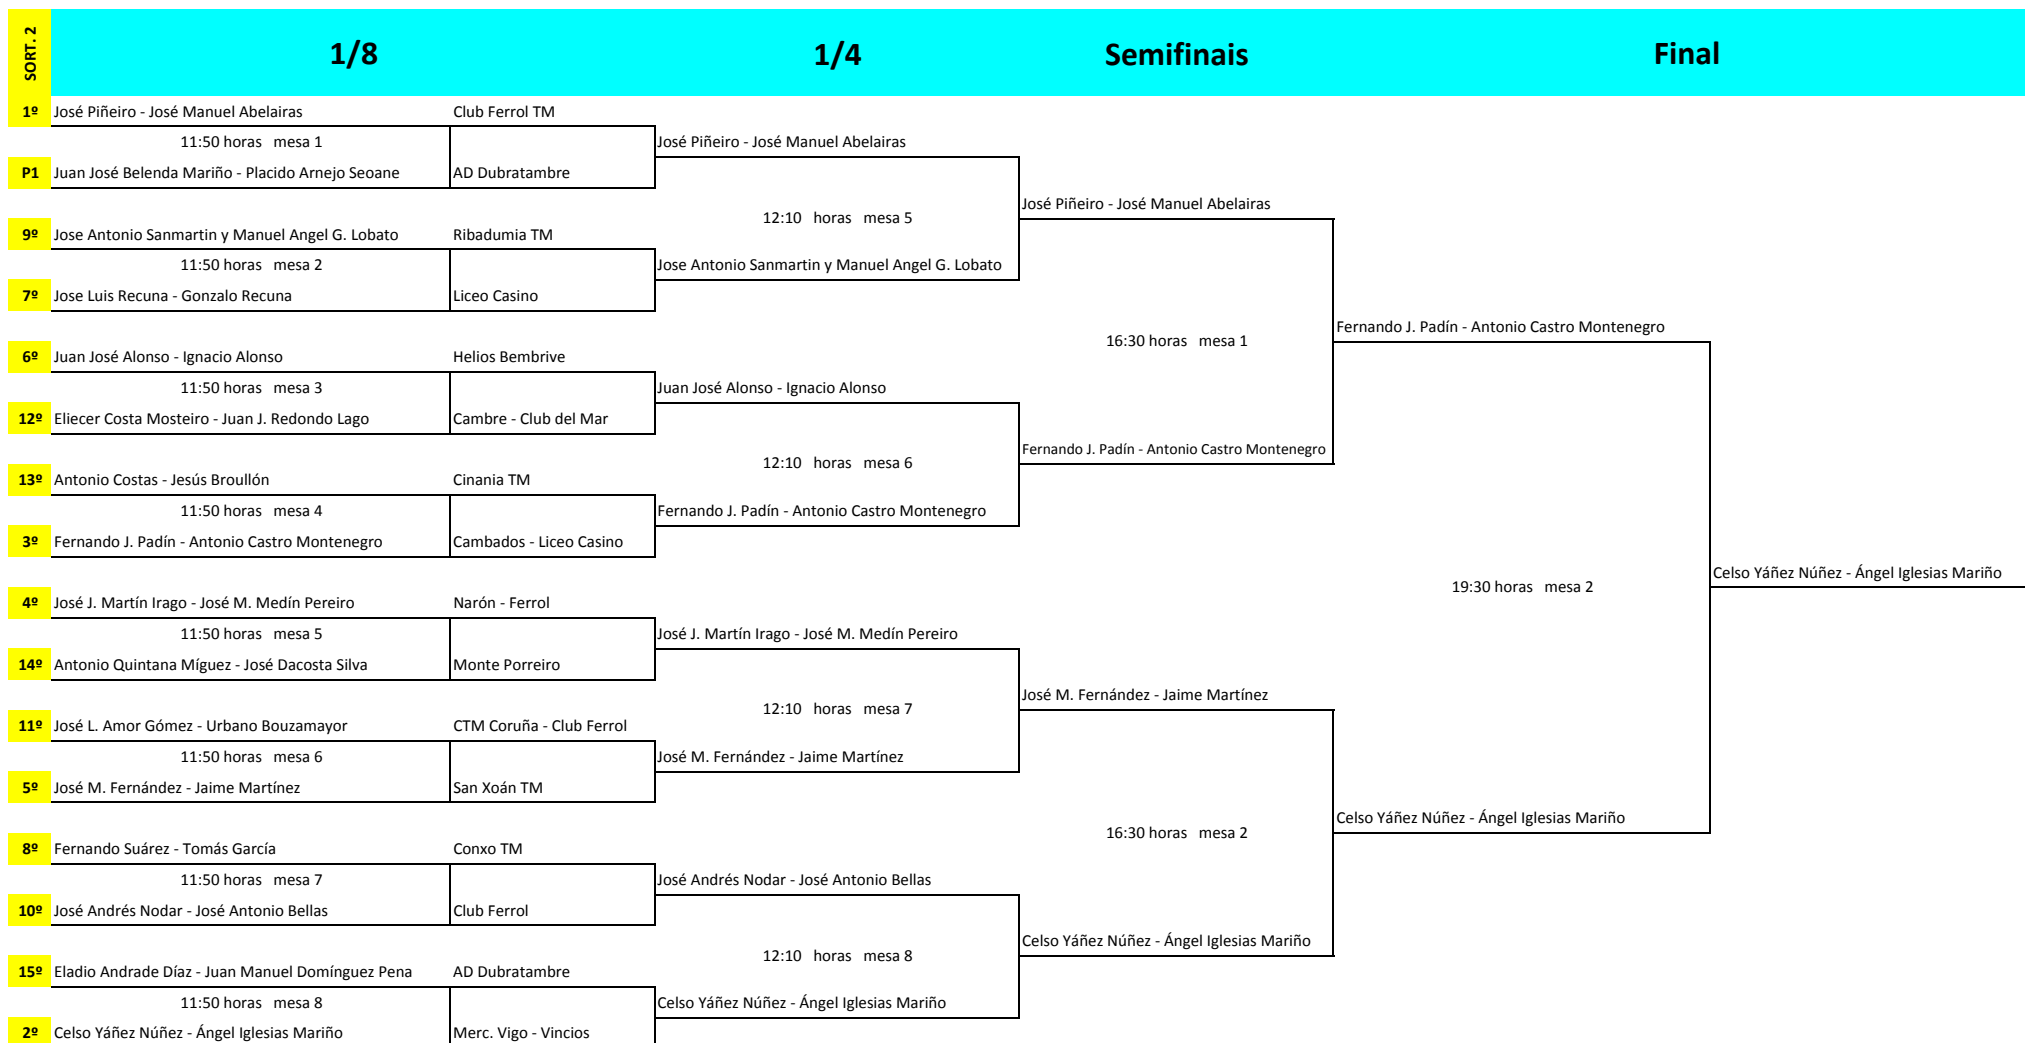 SORT. 2
1/8
1/4
Semifinais
Final
1º José Piñeiro - José Manuel Abelairas Club Ferrol TM
11:50 horas mesa 1
José Piñeiro - José Manuel Abelairas
P1 Juan José Belenda Mariño - Placido Arnejo Seoane AD Dubratambre
José Piñeiro - José Manuel Abelairas
12:10 horas mesa 5
9º Jose Antonio Sanmartin y Manuel Angel G. Lobato Ribadumia TM
11:50 horas mesa 2
Jose Antonio Sanmartin y Manuel Angel G. Lobato
7º Jose Luis Recuna - Gonzalo Recuna Liceo Casino
Fernando J. Padín - Antonio Castro Montenegro
16:30 horas mesa 1
6º Juan José Alonso - Ignacio Alonso Helios Bembrive
11:50 horas mesa 3
Juan José Alonso - Ignacio Alonso
12º Eliecer Costa Mosteiro - Juan J. Redondo Lago Cambre - Club del Mar
Fernando J. Padín - Antonio Castro Montenegro
12:10 horas mesa 6
13º Antonio Costas - Jesús Broullón Cinania TM
11:50 horas mesa 4
Fernando J. Padín - Antonio Castro Montenegro
3º Fernando J. Padín - Antonio Castro Montenegro Cambados - Liceo Casino
Celso Yáñez Núñez - Ángel Iglesias Mariño
19:30 horas mesa 2
4º José J. Martín Irago - José M. Medín Pereiro Narón - Ferrol
11:50 horas mesa 5
José J. Martín Irago - José M. Medín Pereiro
14º Antonio Quintana Míguez - José Dacosta Silva Monte Porreiro
José M. Fernández - Jaime Martínez
12:10 horas mesa 7
11º José L. Amor Gómez - Urbano Bouzamayor CTM Coruña - Club Ferrol
11:50 horas mesa 6
José M. Fernández - Jaime Martínez
5º José M. Fernández - Jaime Martínez San Xoán TM
Celso Yáñez Núñez - Ángel Iglesias Mariño
16:30 horas mesa 2
8º Fernando Suárez - Tomás García Conxo TM
11:50 horas mesa 7
José Andrés Nodar - José Antonio Bellas
10º José Andrés Nodar - José Antonio Bellas Club Ferrol
Celso Yáñez Núñez - Ángel Iglesias Mariño
12:10 horas mesa 8
15º Eladio Andrade Díaz - Juan Manuel Domínguez Pena AD Dubratambre
11:50 horas mesa 8
Celso Yáñez Núñez - Ángel Iglesias Mariño
2º Celso Yáñez Núñez - Ángel Iglesias Mariño Merc. Vigo - Vincios